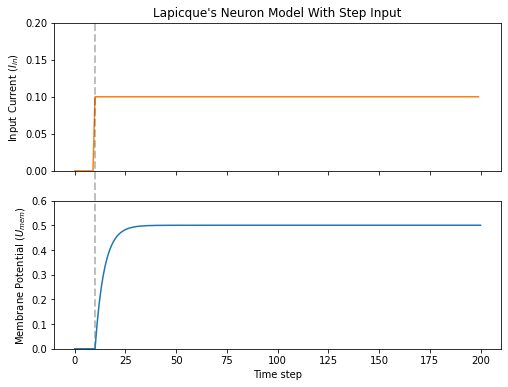 Lapicque's Neuron Model With Step Input
Input Current (I_in)
0.20
0.15
0.10
0.05
0.00
Membrane Potential (U_mem)
0.6
0.5
0.4
0.3
0.2
0.1
0.0
0 25 50 75 100 125 150 175 200
Time step